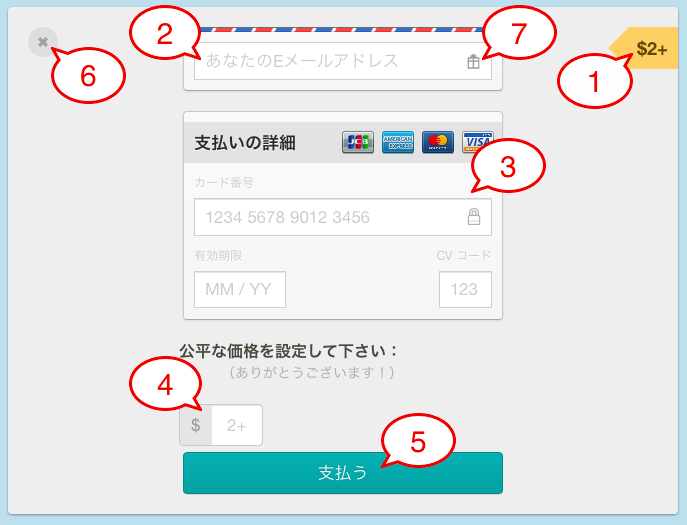 2
7
あなたのEメールアドレス
$2+
6
1
支払いの詳細
JCB
AMERICAN EXPRESS
MasterCard
VISA
3
カード番号
1234 5678 9012 3456
有効期限
CV コード
MM / YY
123
公平な価格を設定して下さい：
（ありがとうございます！）
4
$
2+
5
支払う